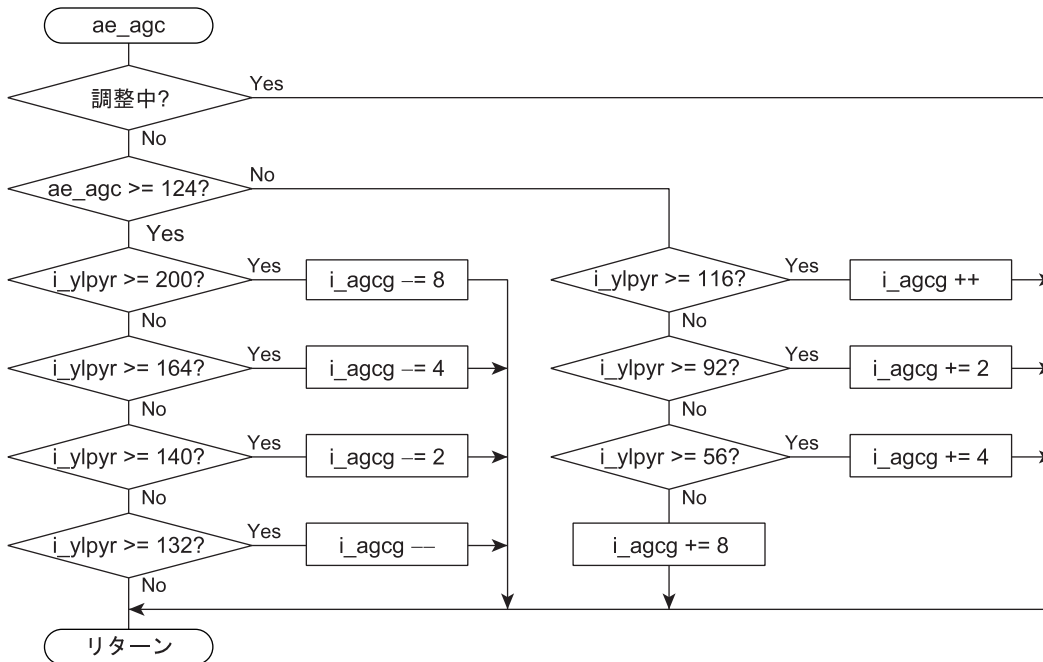 ae_agc
調整中?
Yes
No
ae_agc >= 124?
No
Yes
i_ylpyr >= 200?
Yes
i_agcg −= 8
No
i_ylpyr >= 164?
Yes
i_agcg −= 4
No
i_ylpyr >= 140?
Yes
i_agcg −= 2
No
i_ylpyr >= 132?
Yes
i_agcg −−
No
i_ylpyr >= 116?
Yes
i_agcg ++
No
i_ylpyr >= 92?
Yes
i_agcg += 2
No
i_ylpyr >= 56?
Yes
i_agcg += 4
No
i_agcg += 8
リターン